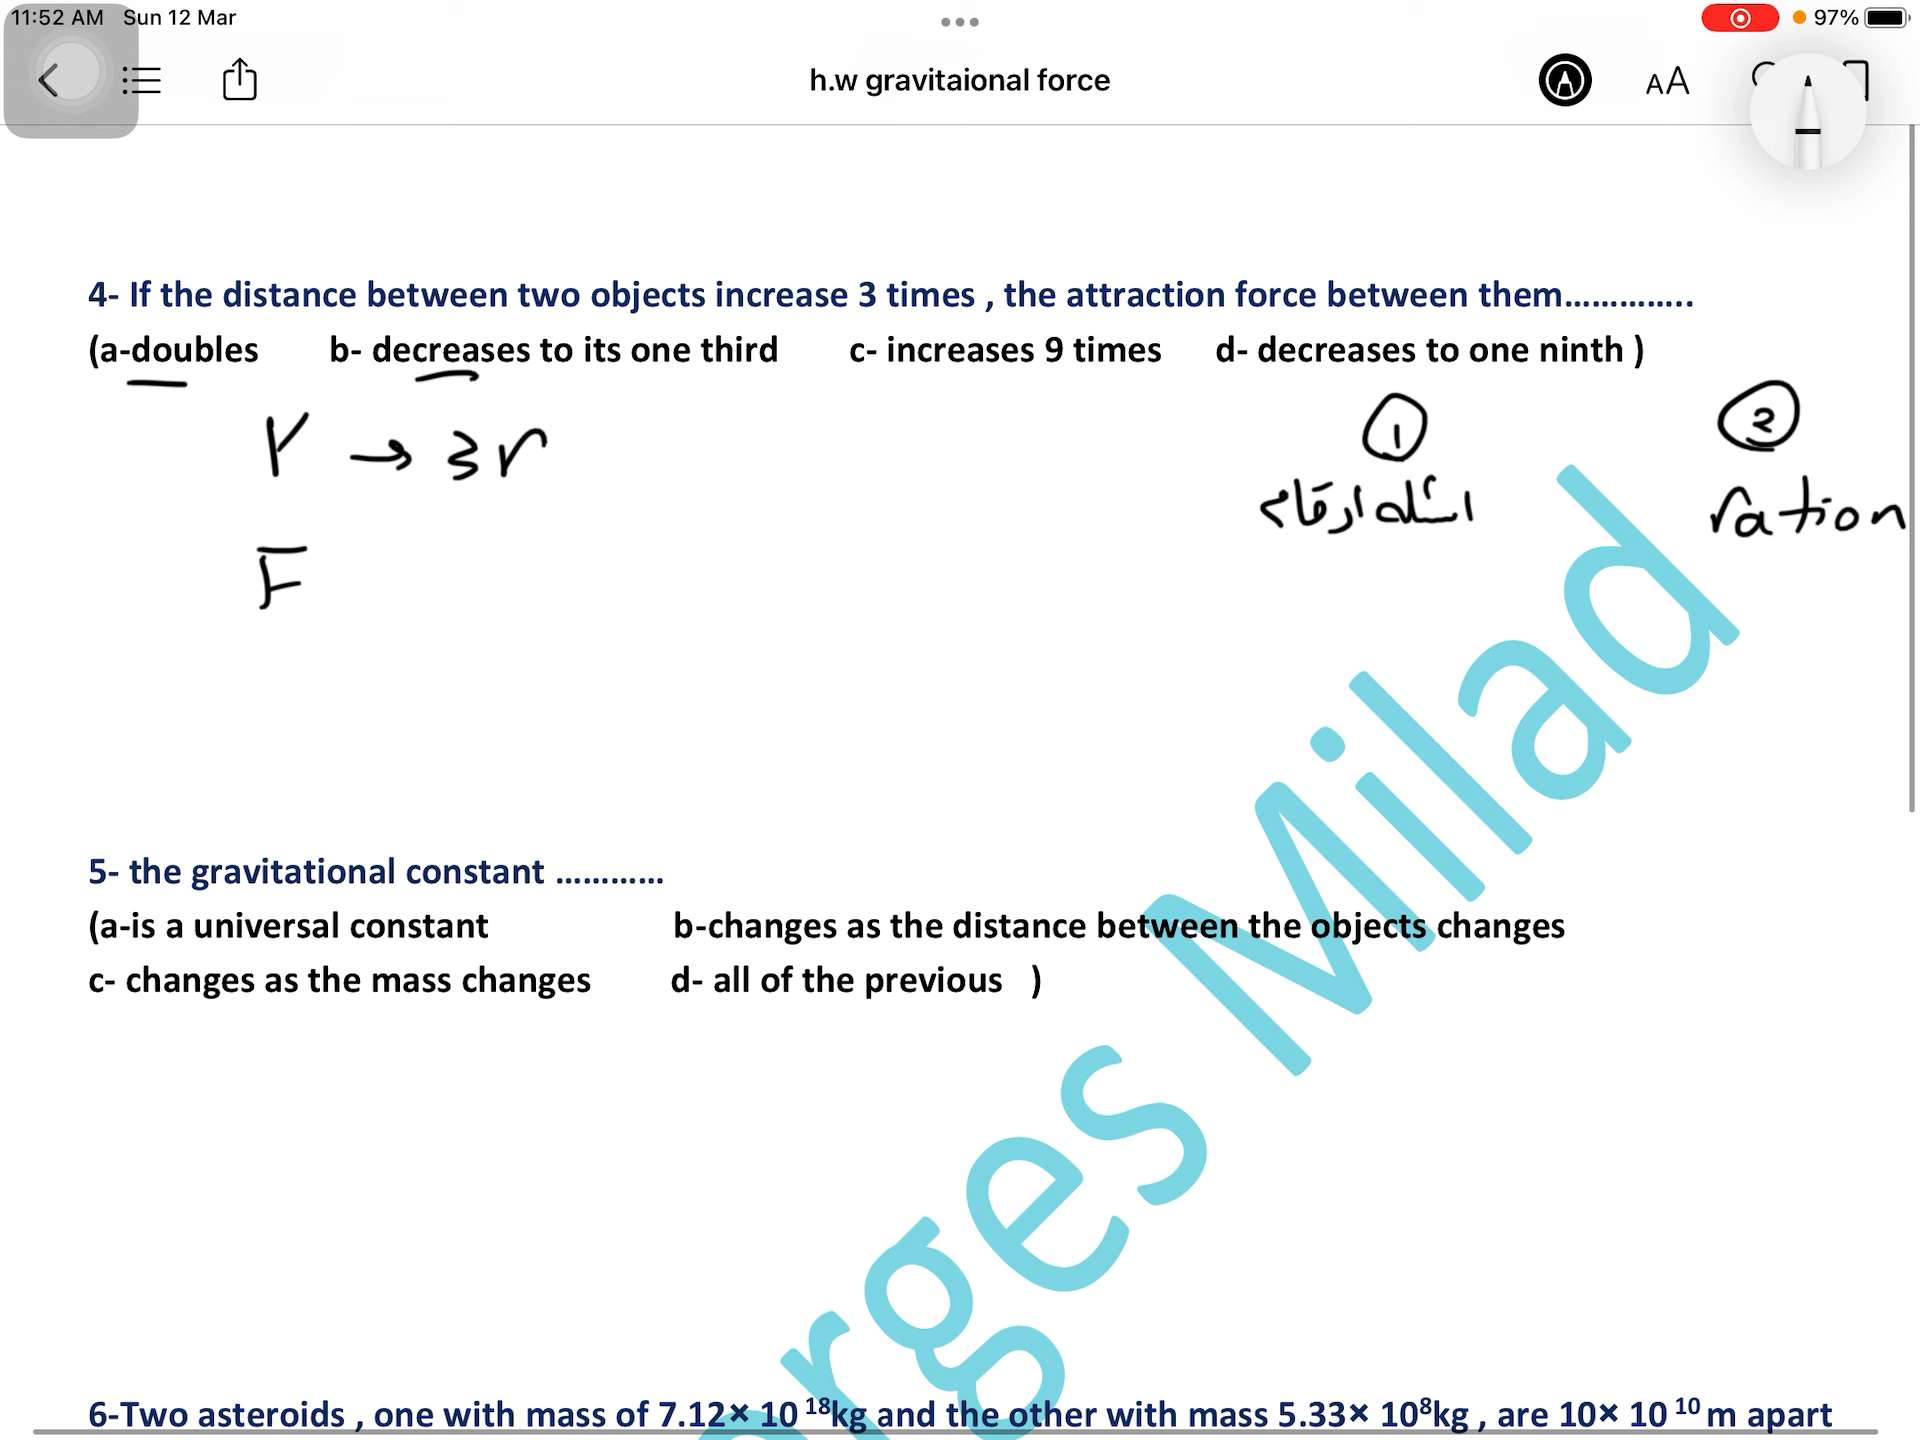 11:52 AM Sun 12 Mar
97%
h.w gravitaional force
AA
4- If the distance between two objects increase 3 times , the attraction force between them…………..
(a-doubles b- decreases to its one third c- increases 9 times d- decreases to one ninth )
r → 3r
1
2
اسئله ارقام
ration
F
5- the gravitational constant …………
(a-is a universal constant b-changes as the distance between the objects changes
c- changes as the mass changes d- all of the previous )
6-Two asteroids , one with mass of 7.12× 10 ¹⁸kg and the other with mass 5.33× 10⁸kg , are 10× 10 ¹⁰ m apart
orges Milad